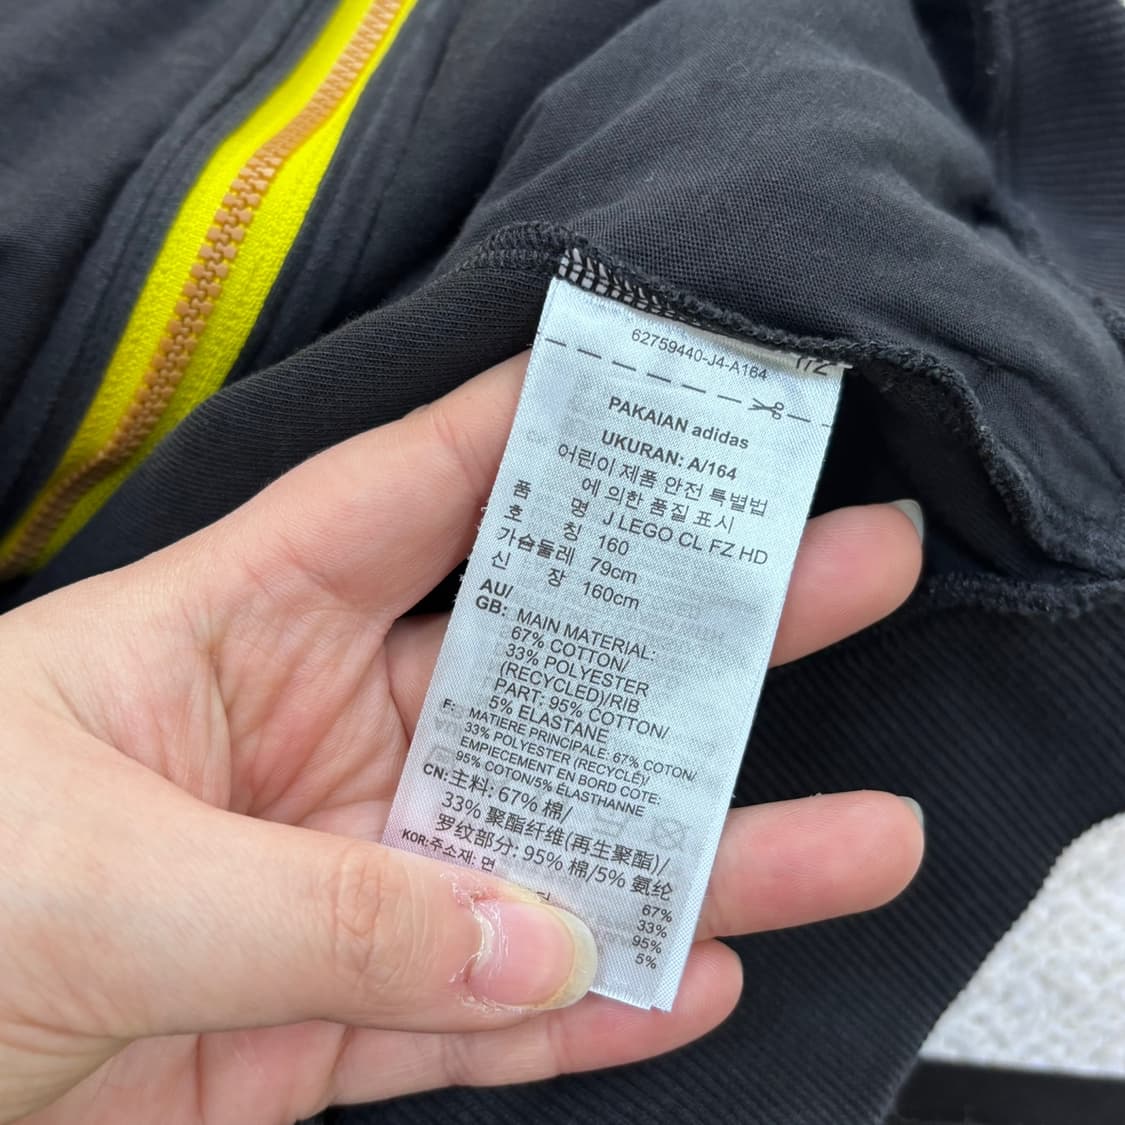 62759440-J4-A164
1/2
PAKAIAN adidas
UKURAN: A/164
어린이 제품 안전 특별법
에 의한 품질 표시
품 명 J LEGO CL FZ HD
호 칭 160
가슴둘레 79cm
신 장 160cm
AU/
GB: MAIN MATERIAL:
67% COTTON/
33% POLYESTER
(RECYCLED)/RIB
PART: 95% COTTON/
5% ELASTANE
F: MATIERE PRINCIPALE: 67% COTON/
33% POLYESTER (RECYCLÉ)/
EMPIECEMENT EN BORD COTE:
95% COTON/5% ELASTHANNE
CN:主料: 67% 棉/
33% 聚酯纤维(再生聚酯)/
罗纹部分: 95% 棉/5% 氨纶
KOR:주소재: 면
67%
33%
95%
5%